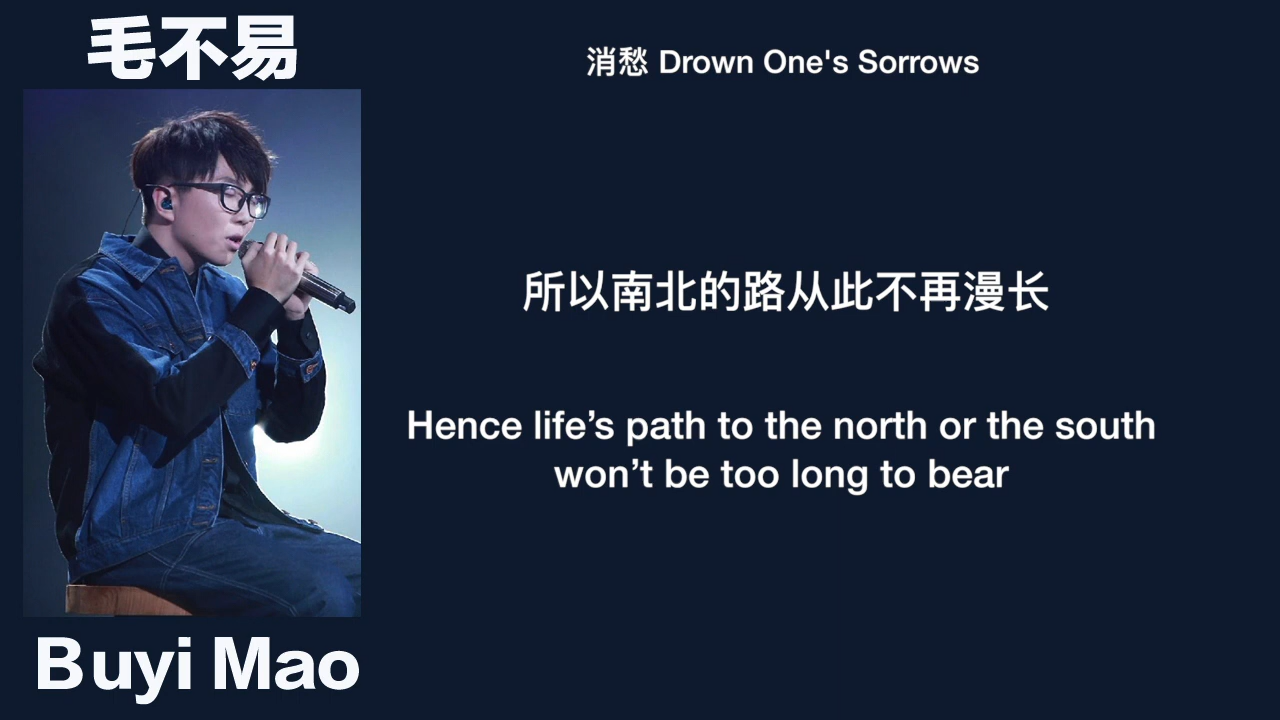 毛不易
消愁 Drown One's Sorrows
所以南北的路从此不再漫长
Hence life’s path to the north or the south
won’t be too long to bear
Buyi Mao